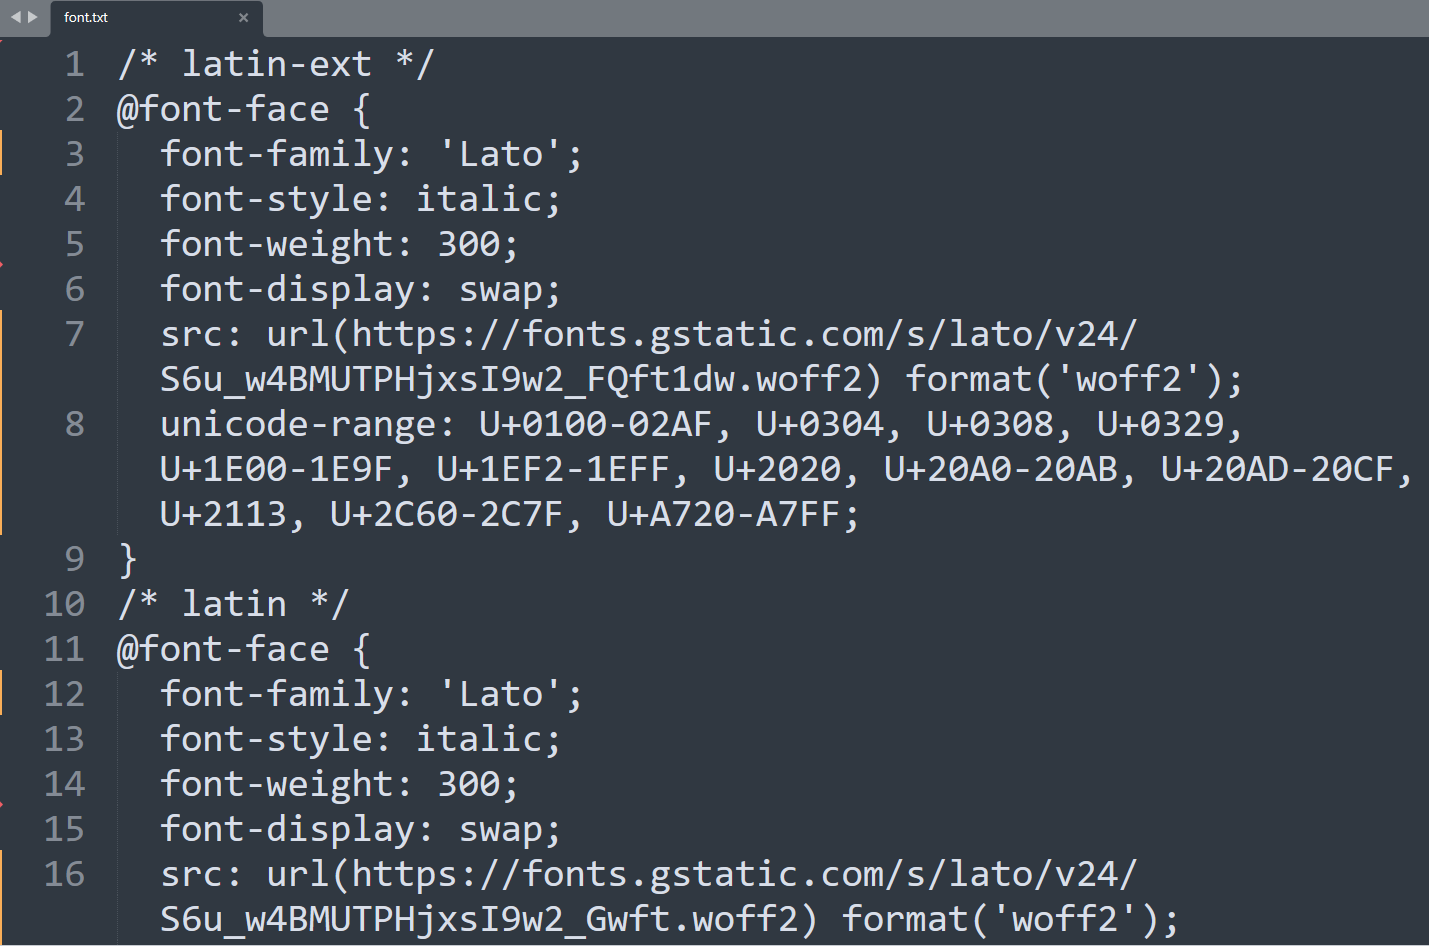 font.txt
1 /* latin-ext */
2 @font-face {
3 font-family: 'Lato';
4 font-style: italic;
5 font-weight: 300;
6 font-display: swap;
7 src: url(https://fonts.gstatic.com/s/lato/v24/
S6u_w4BMUTPHjxsI9w2_FQft1dw.woff2) format('woff2');
8 unicode-range: U+0100-02AF, U+0304, U+0308, U+0329,
U+1E00-1E9F, U+1EF2-1EFF, U+2020, U+20A0-20AB, U+20AD-20CF,
U+2113, U+2C60-2C7F, U+A720-A7FF;
9 }
10 /* latin */
11 @font-face {
12 font-family: 'Lato';
13 font-style: italic;
14 font-weight: 300;
15 font-display: swap;
16 src: url(https://fonts.gstatic.com/s/lato/v24/
S6u_w4BMUTPHjxsI9w2_Gwft.woff2) format('woff2');